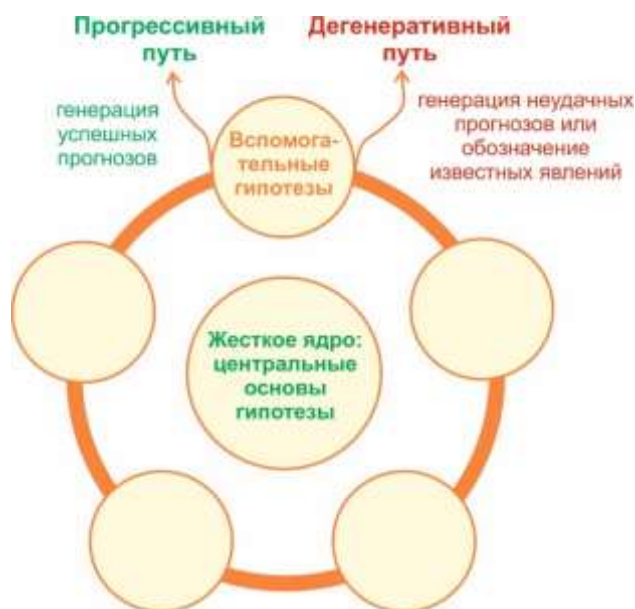 Прогрессивный
путь
Дегенеративный
путь
генерация
успешных
прогнозов
генерация неудачных
прогнозов или
обозначение
известных явлений
Вспомога-
тельные
гипотезы
Жесткое ядро:
центральные
основы
гипотезы